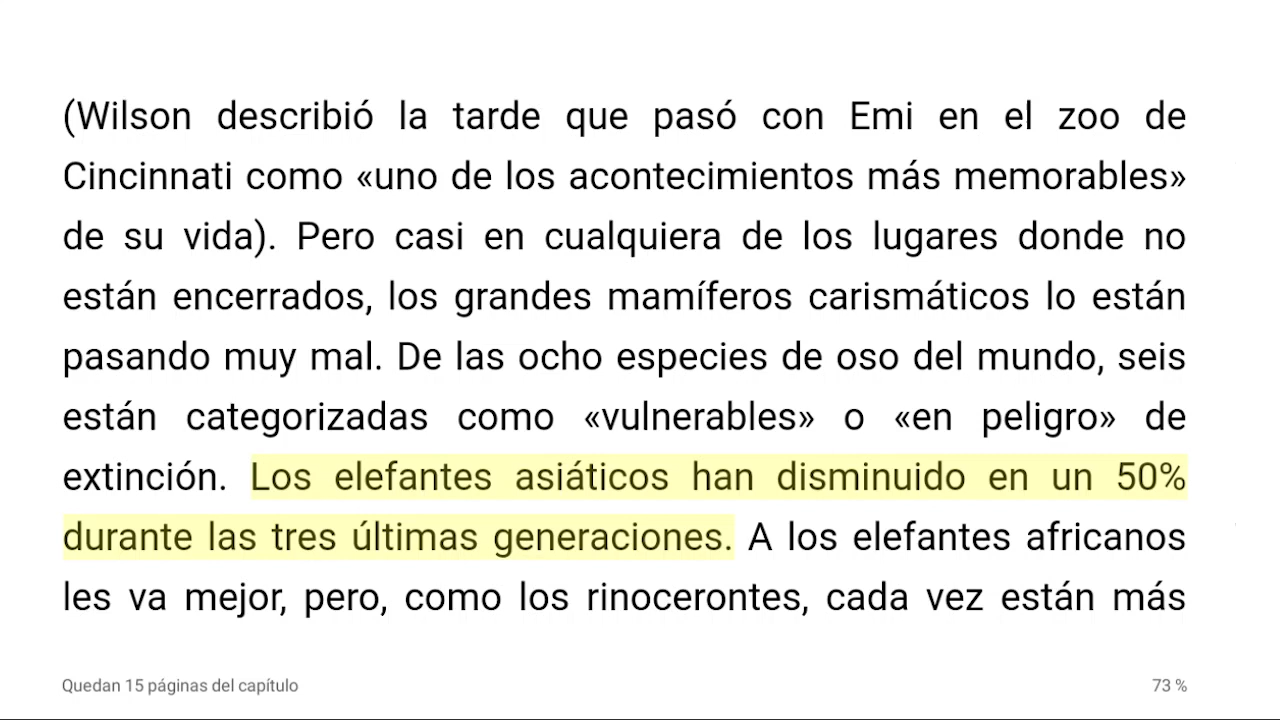 (Wilson describió la tarde que pasó con Emi en el zoo de
Cincinnati como «uno de los acontecimientos más memorables»
de su vida). Pero casi en cualquiera de los lugares donde no
están encerrados, los grandes mamíferos carismáticos lo están
pasando muy mal. De las ocho especies de oso del mundo, seis
están categorizadas como «vulnerables» o «en peligro» de
extinción. Los elefantes asiáticos han disminuido en un 50%
durante las tres últimas generaciones. A los elefantes africanos
les va mejor, pero, como los rinocerontes, cada vez están más
Quedan 15 páginas del capítulo
73 %